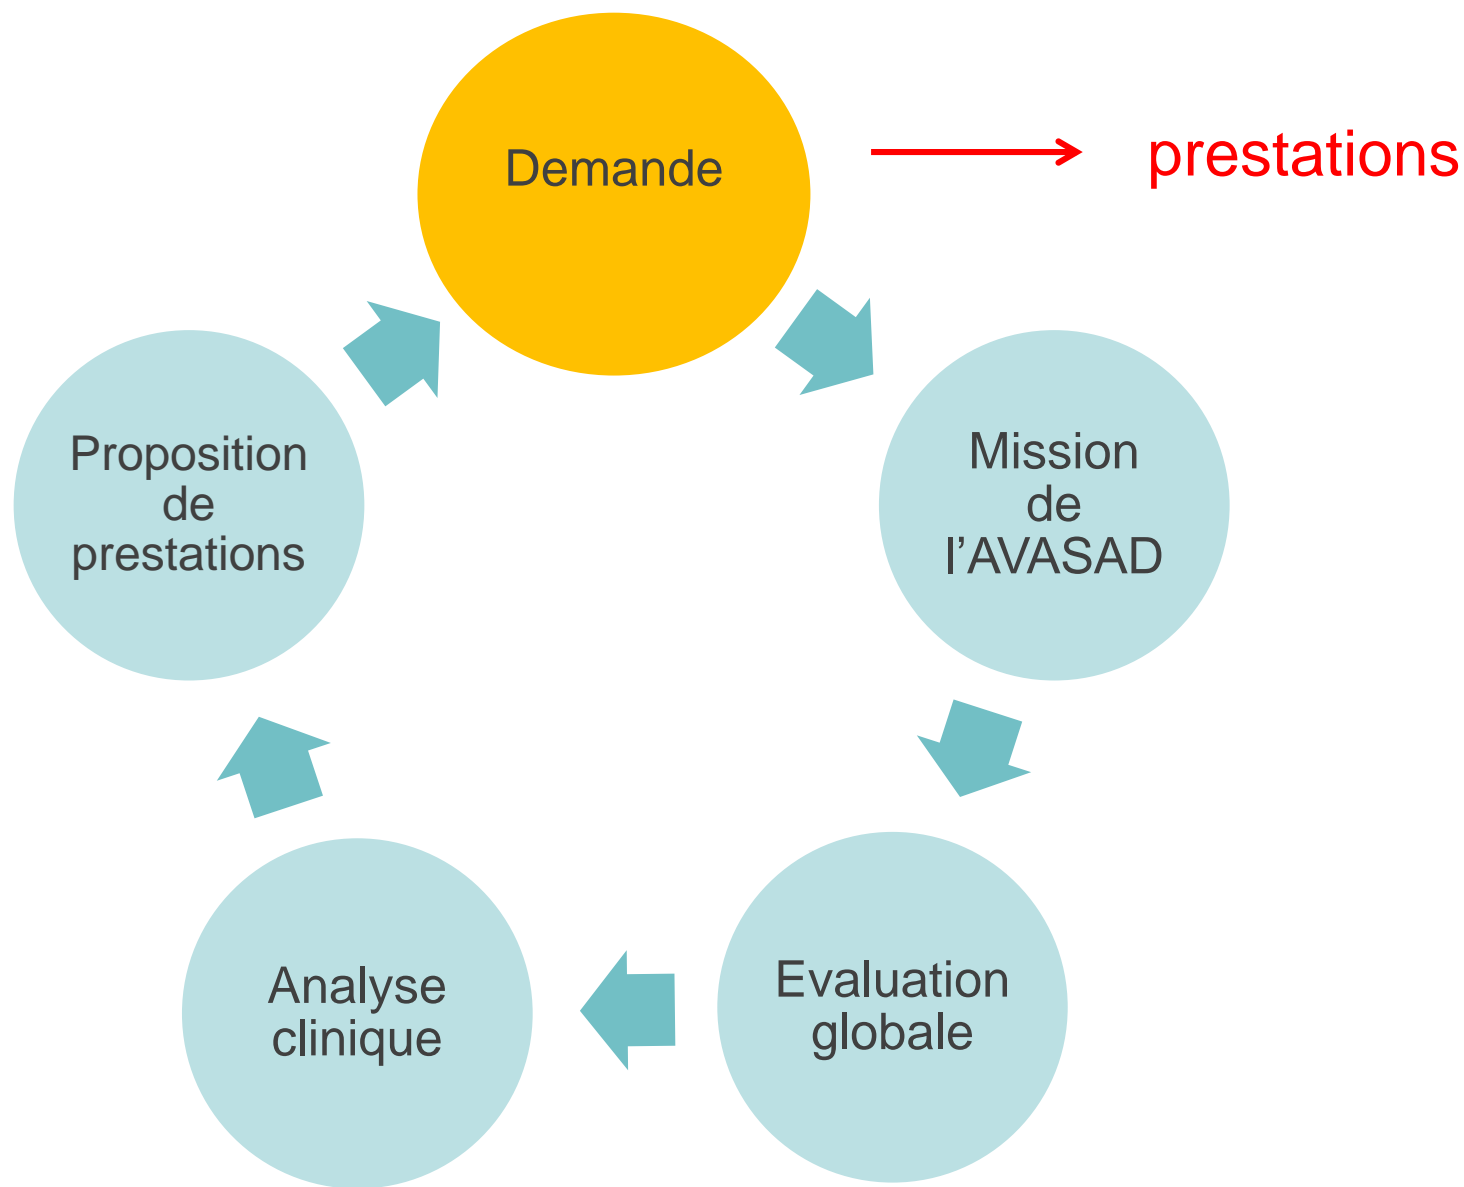 Demande
prestations
Mission
de
l’AVASAD
Evaluation
globale
Analyse
clinique
Proposition
de
prestations